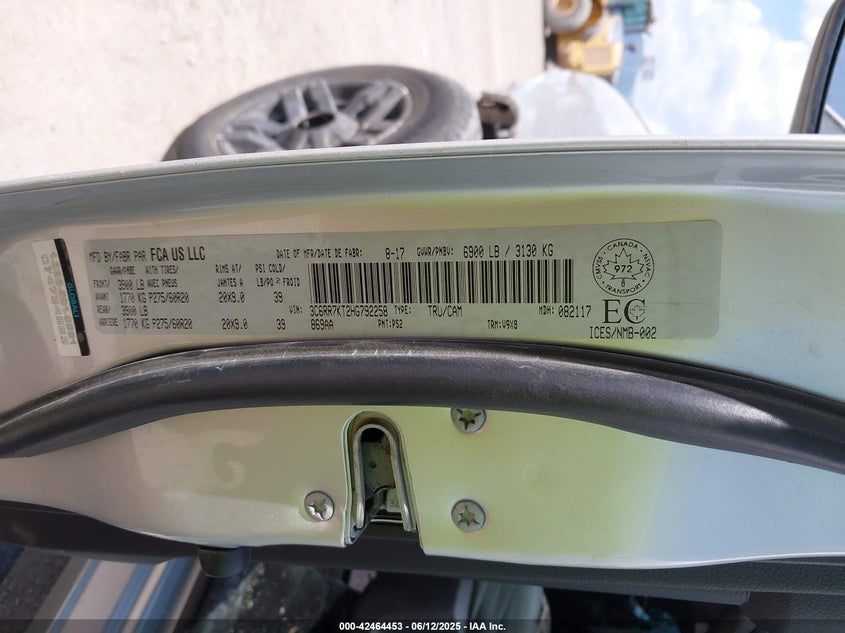 MFD BY/FABR PAR FCA US LLC
DATE OF MFR/DATE DE FABR: 8-17 GVWR/PNBV: 6900 LB / 3130 KG
GAWR/PNBE WITH TIRES/ RIMS AT/ PSI COLD/
FRONT/ AVEC PNEUS JANTES A LB/PO² FROID
3900 LB
AVANT 1770 KG P275/60R20 20X9.0 39
REAR/
3900 LB
ARRIERE 1770 KG P275/60R20 20X9.0 39
VIN: 3C6RR7KT2HG792258 TYPE: TRU/CAM MDH: 082117
869AA PNT:PS2 TRM:V9X8
CMVSS CANADA NSVAC
972
TRANSPORT
EC
ICES/NMB-002
000-42464453 - 06/12/2025 - IAA Inc.